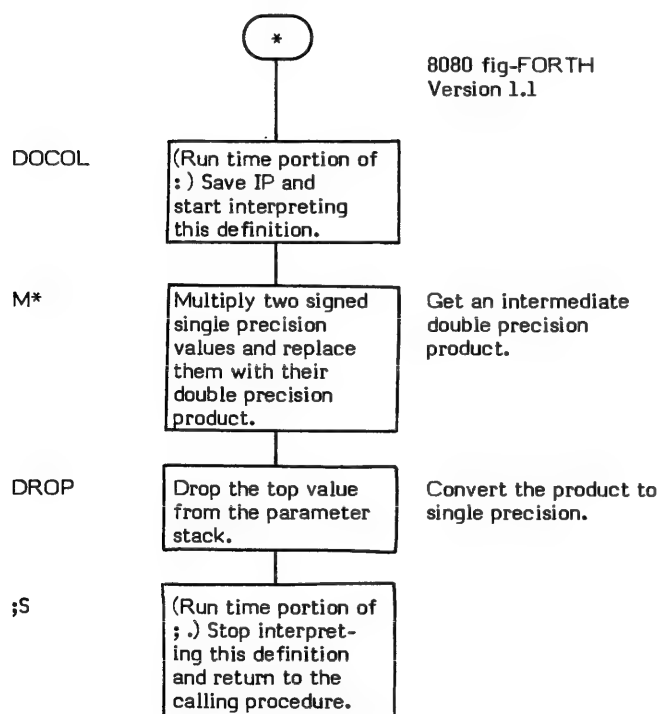 *
8080 fig-FORTH
Version 1.1
DOCOL
(Run time portion of
: ) Save IP and
start interpreting
this definition.
M*
Multiply two signed
single precision
values and replace
them with their
double precision
product.
Get an intermediate
double precision
product.
DROP
Drop the top value
from the parameter
stack.
Convert the product to
single precision.
;S
(Run time portion of
; .) Stop interpret-
ing this definition
and return to the
calling procedure.